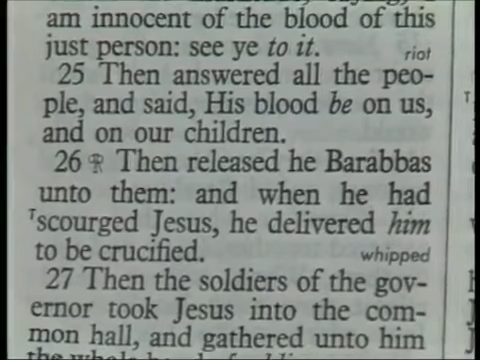 am innocent of the blood of this
just person: see ye to it. riot
25 Then answered all the peo-
ple, and said, His blood be on us,
and on our children.
26 Then released he Barabbas
unto them: and when he had
Tscourged Jesus, he delivered him
to be crucified. whipped
27 Then the soldiers of the gov-
ernor took Jesus into the com-
mon hall, and gathered unto him